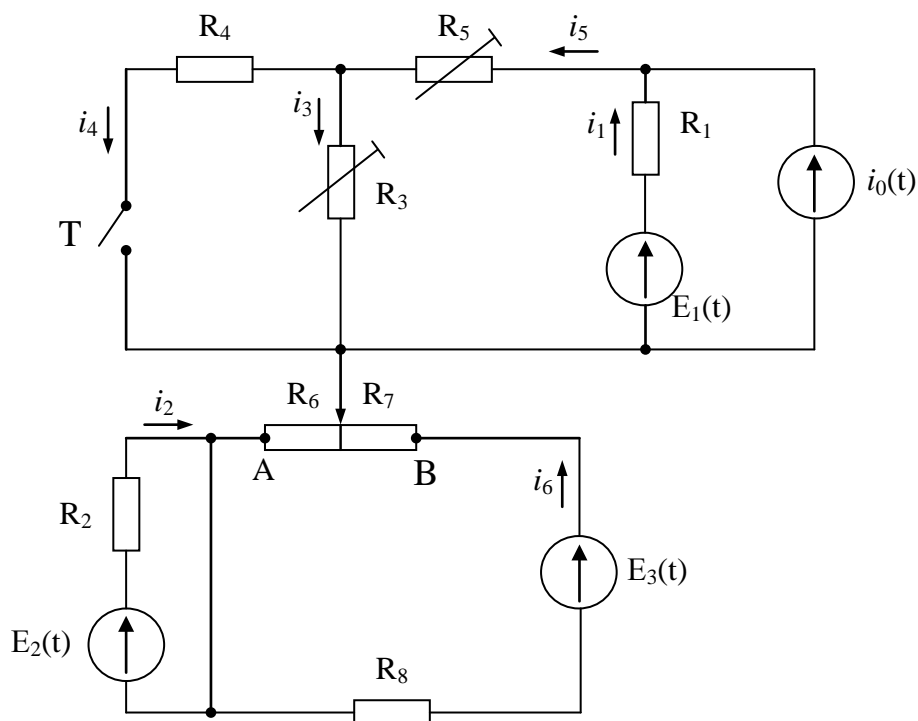 R₄
R₅
i₅
i₄
i₃
R₃
i₁
R₁
i₀(t)
T
E₁(t)
R₆
R₇
i₂
A
B
i₆
R₂
E₃(t)
E₂(t)
R₈